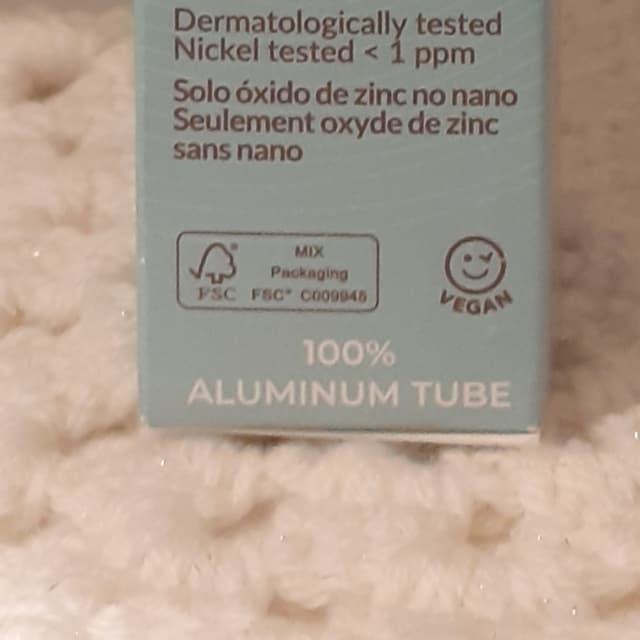 Dermatologically tested
Nickel tested < 1 ppm
Solo óxido de zinc no nano
Seulement oxyde de zinc
sans nano
MIX
Packaging
FSC FSC® C009945
VEGAN
100%
ALUMINUM TUBE